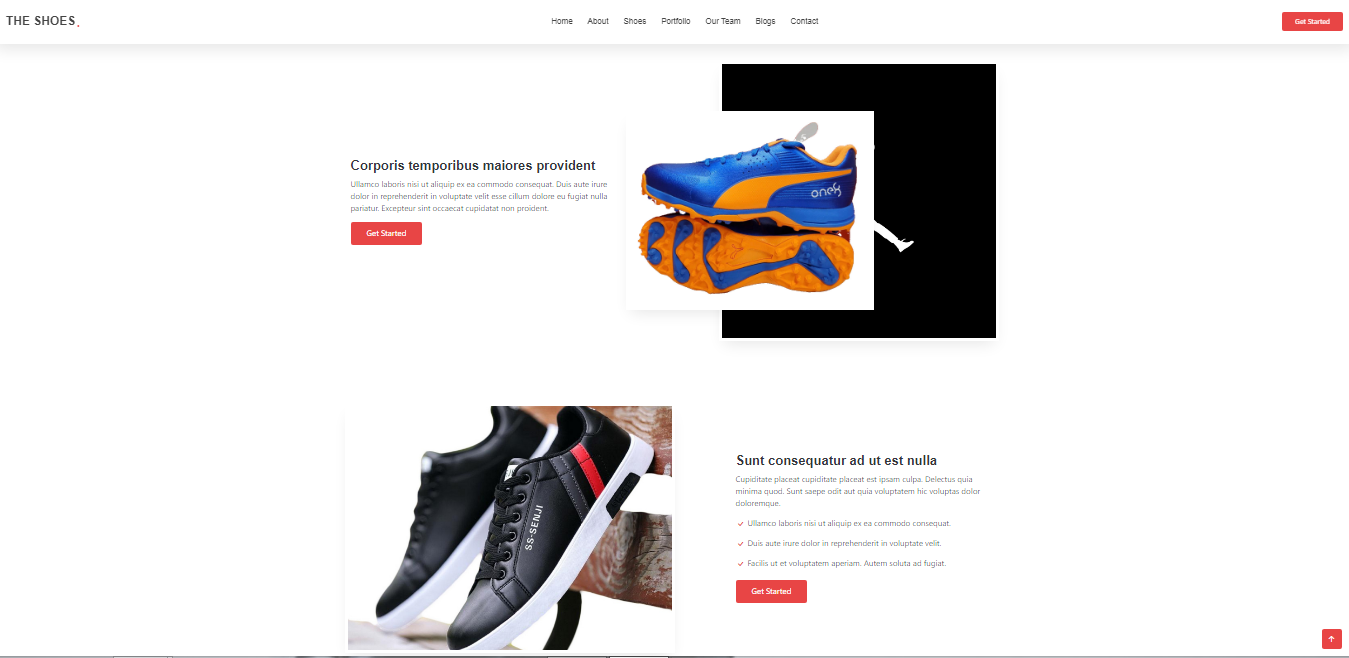 THE SHOES.
Home About Shoes Portfolio Our Team Blogs Contact
Get Started
Corporis temporibus maiores provident
Ullamco laboris nisi ut aliquip ex ea commodo consequat. Duis aute irure
dolor in reprehenderit in voluptate velit esse cillum dolore eu fugiat nulla
pariatur. Excepteur sint occaecat cupidatat non proident.
Get Started
one8
SS-SENJI
Sunt consequatur ad ut est nulla
Cupiditate placeat cupiditate placeat est ipsam culpa. Delectus quia
minima quod. Sunt saepe odit aut quia voluptatem hic voluptas dolor
doloremque.
Ullamco laboris nisi ut aliquip ex ea commodo consequat.
Duis aute irure dolor in reprehenderit in voluptate velit.
Facilis ut et voluptatem aperiam. Autem soluta ad fugiat.
Get Started